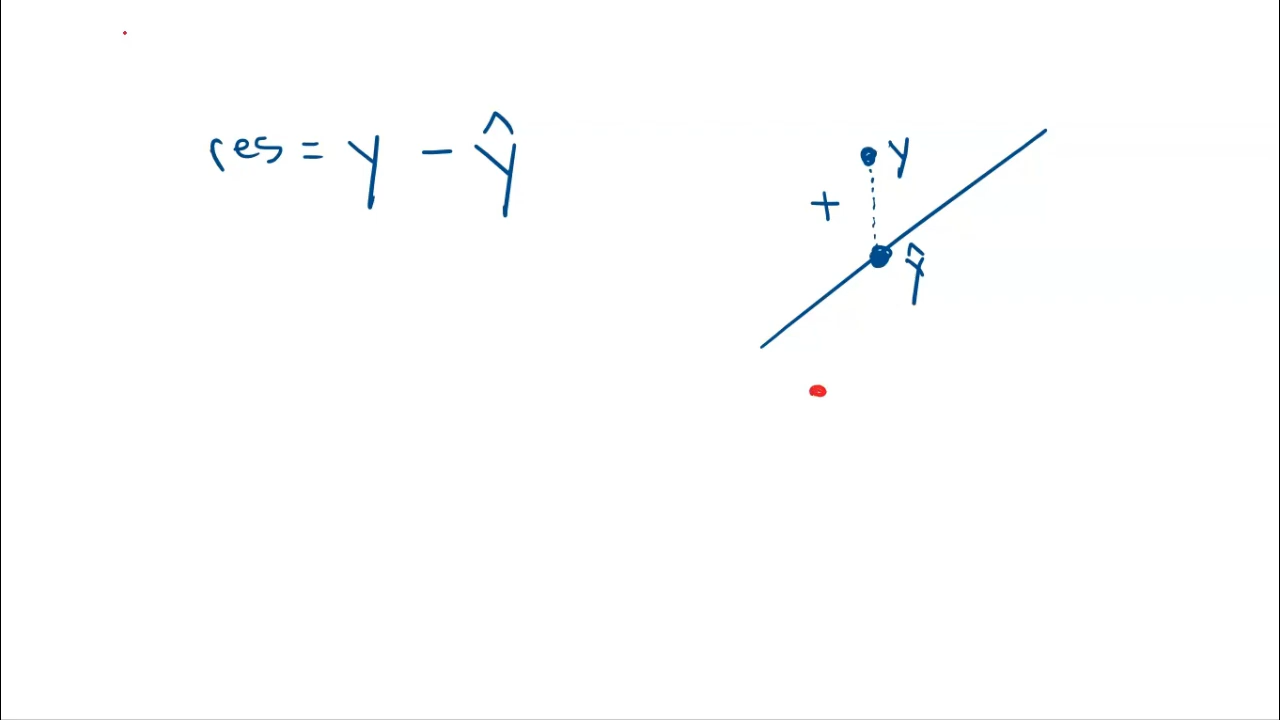 res = y - ŷ
y
+
ŷ